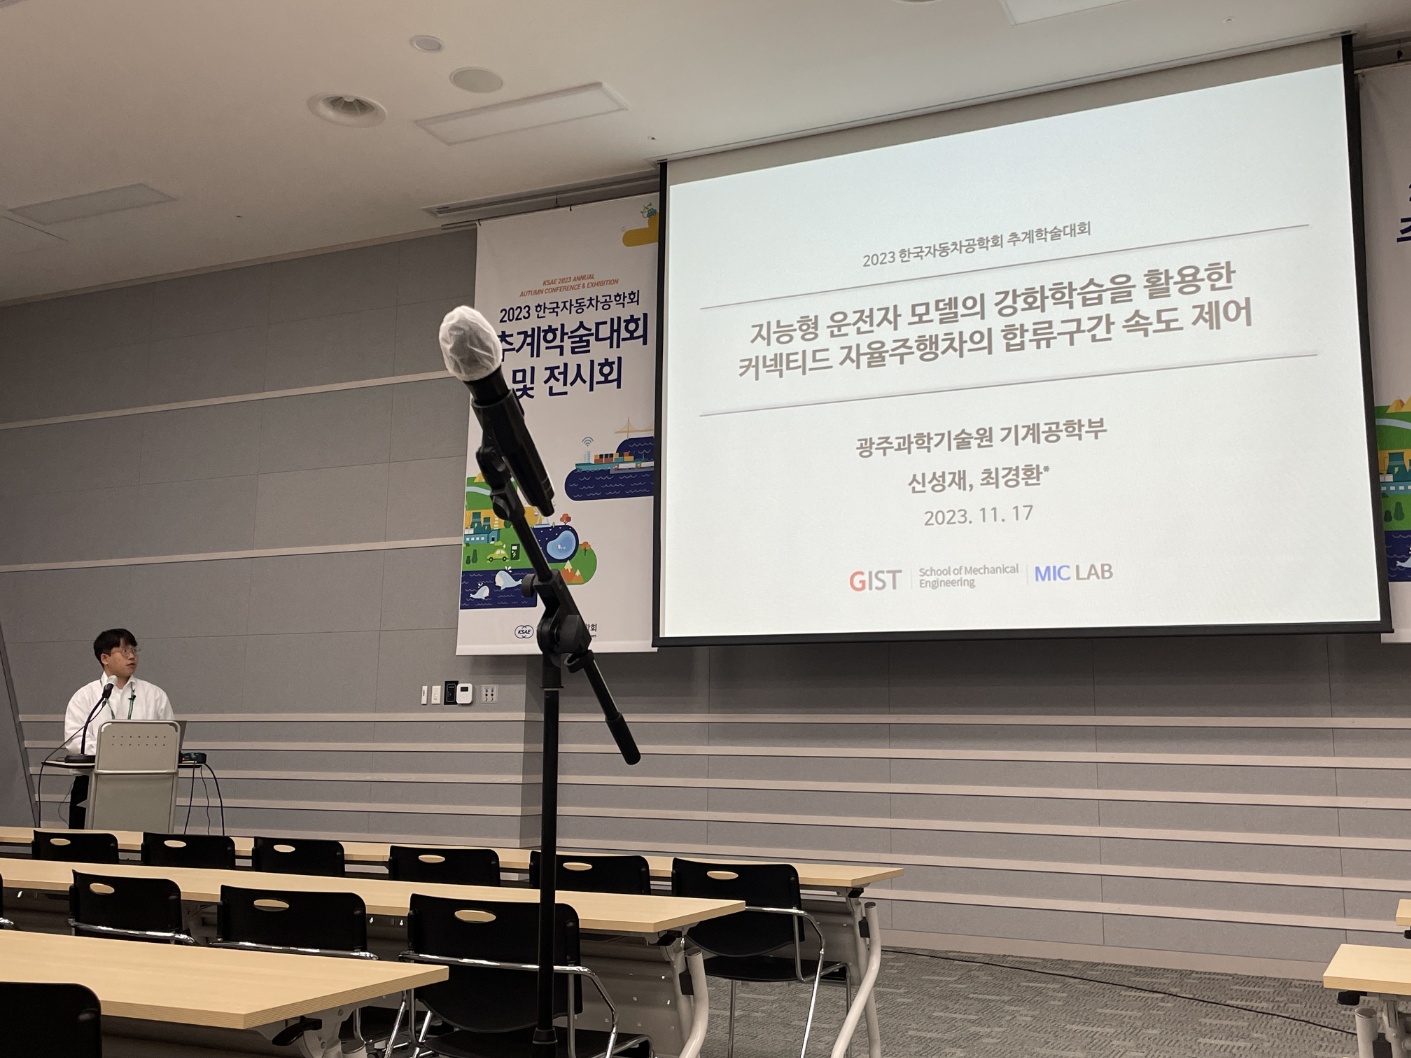 KSAE 2023 ANNUAL
AUTUMN CONFERENCE & EXHIBITION
2023 한국자동차공학회
추계학술대회
및 전시회
KSAE
2023 한국자동차공학회 추계학술대회
지능형 운전자 모델의 강화학습을 활용한
커넥티드 자율주행차의 합류구간 속도 제어
광주과학기술원 기계공학부
신성재, 최경환*
2023. 11. 17
GIST
School of Mechanical
Engineering
MIC LAB